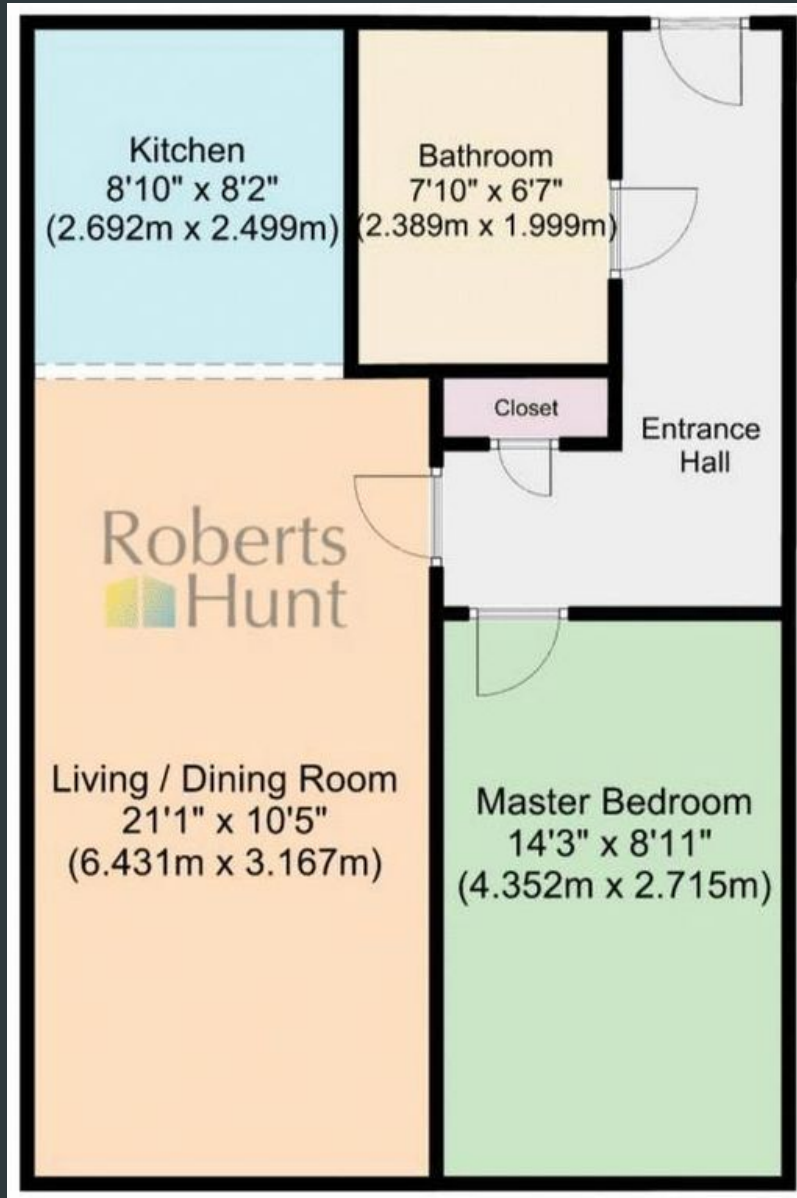 Kitchen
8'10" x 8'2"
(2.692m x 2.499m)
Bathroom
7'10" x 6'7"
(2.389m x 1.999m)
Closet
Entrance
Hall
Roberts
Hunt
Living / Dining Room
21'1" x 10'5"
(6.431m x 3.167m)
Master Bedroom
14'3" x 8'11"
(4.352m x 2.715m)